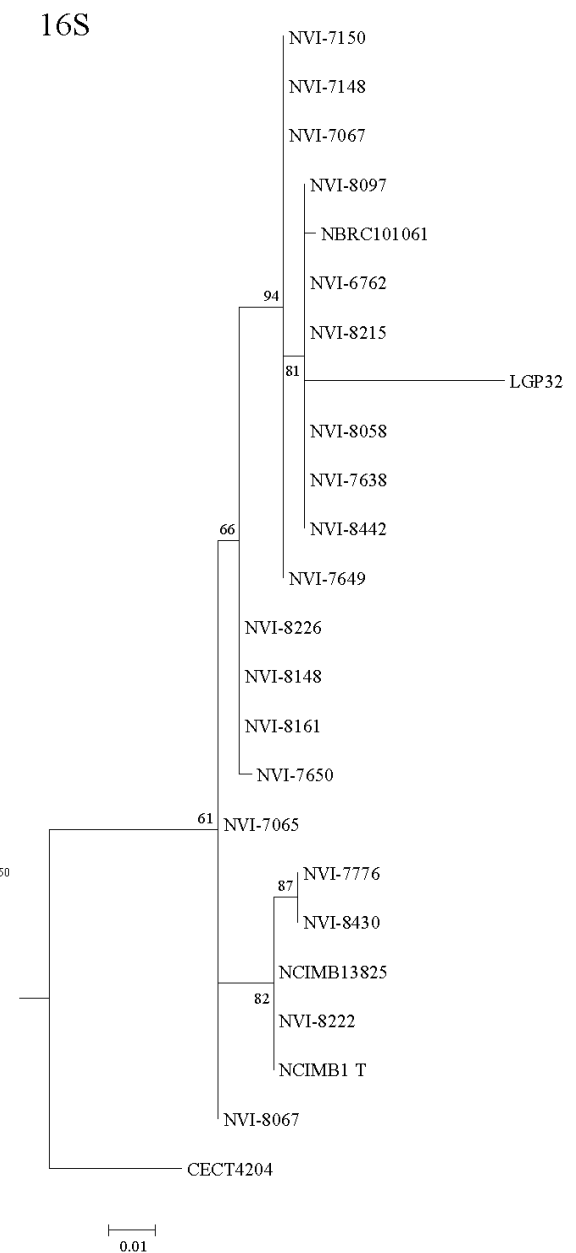 16S
NVI-7150
NVI-7148
NVI-7067
NVI-8097
NBRC101061
NVI-6762
94
NVI-8215
81
LGP32
NVI-8058
NVI-7638
66
NVI-8442
NVI-7649
NVI-8226
NVI-8148
NVI-8161
NVI-7650
61
NVI-7065
50
NVI-7776
87
NVI-8430
NCIMB13825
82
NVI-8222
NCIMB1 T
NVI-8067
CECT4204
0.01